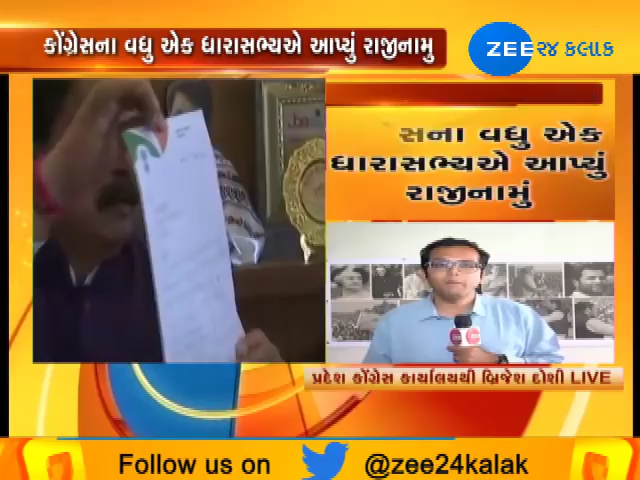 કોંગ્રેસના વધુ એક ધારાસભ્યએ આપ્યું રાજીનામુ
ZEE ૨૪ કલાક
સના વધુ એક
ધારાસભ્યએ આપ્યું
રાજીનામું
ZEE
પ્રદેશ કોંગ્રેસ કાર્યાલયથી બ્રિજેશ દોશી LIVE
Follow us on @zee24kalak